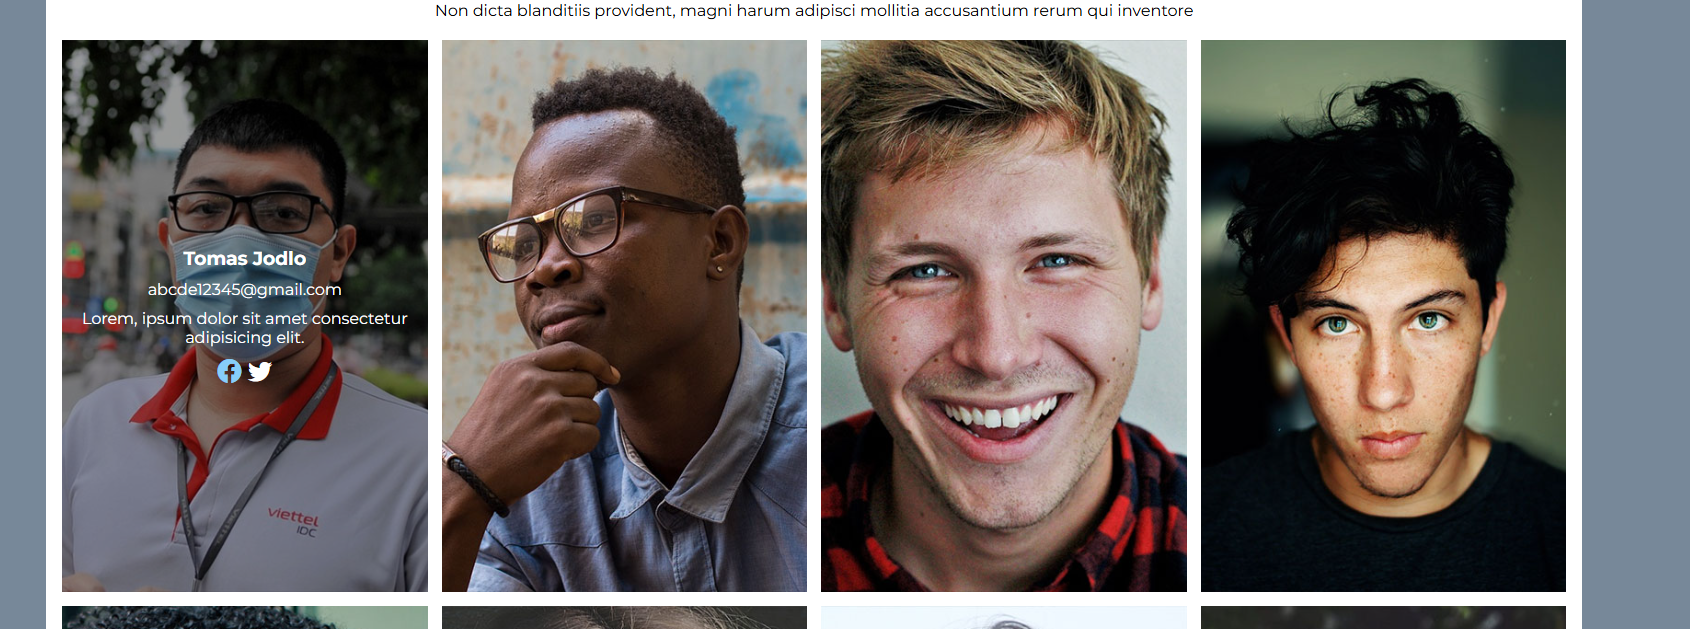 Non dicta blanditiis provident, magni harum adipisci mollitia accusantium rerum qui inventore
Tomas Jodlo
abcde12345@gmail.com
Lorem, ipsum dolor sit amet consectetur
adipisicing elit.
viettel
IDC